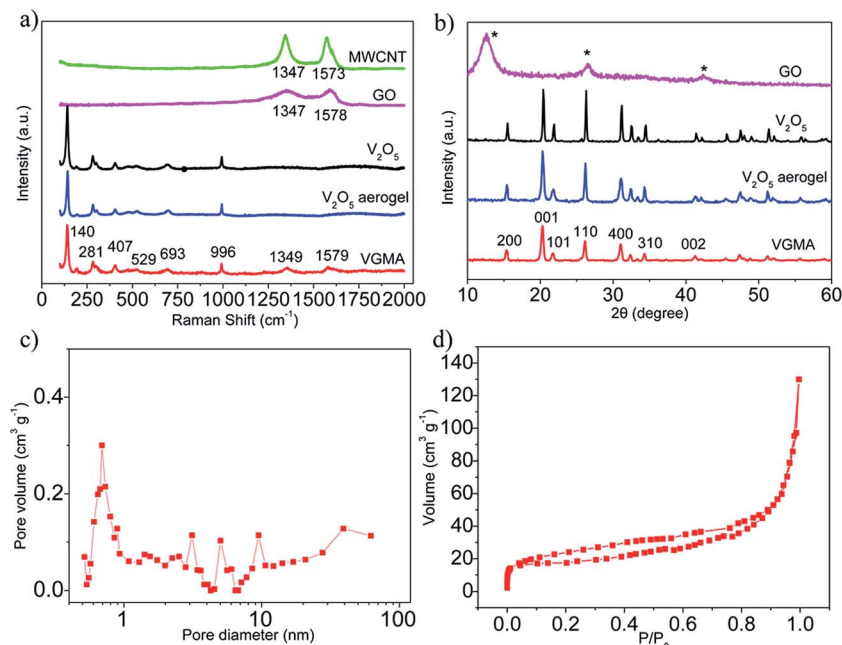 a)
MWCNT
1347 1573
GO
1347 1578
V₂O₅
V₂O₅ aerogel
140
281 407 529 693 996 1349 1579 VGMA
0 250 500 750 1000 1250 1500 1750 2000
Raman Shift (cm⁻¹)
Intensity (a.u.)
b)
* * *
GO
V₂O₅
V₂O₅ aerogel
001
200 101 110 400 310 002 VGMA
10 20 30 40 50 60
2θ (degree)
Intensity (a.u.)
c)
0.4
0.2
0.0
1 10 100
Pore diameter (nm)
Pore volume (cm³ g⁻¹)
d)
140
120
100
80
60
40
20
0
0.0 0.2 0.4 0.6 0.8 1.0
P/P₀
Volume (cm³ g⁻¹)